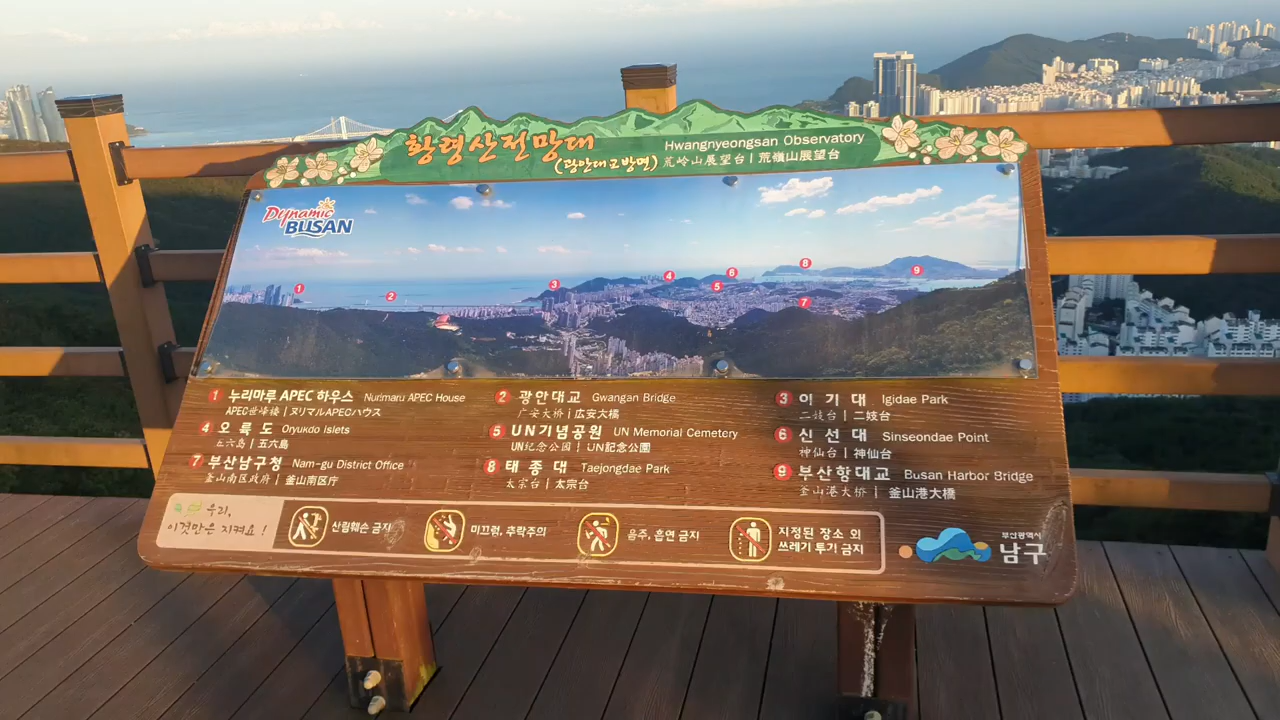 황령산전망대
(광안대교방면)
Hwangnyeongsan Observatory
荒岭山展望台 | 荒嶺山展望台
Dynamic
BUSAN
1
2
3
4
5
6
7
8
9
1 누리마루 APEC 하우스 Nurimaru APEC House
APEC世峰楼 | ヌリマルAPECハウス
2 광안대교 Gwangan Bridge
广安大桥 | 広安大橋
3 이기대 Igidae Park
二妓台 | 二妓台
4 오륙도 Oryukdo Islets
五六岛 | 五六島
5 UN기념공원 UN Memorial Cemetery
UN纪念公园 | UN記念公園
6 신선대 Sinseondae Point
神仙台 | 神仙台
7 부산남구청 Nam-gu District Office
釜山南区政府 | 釜山南区庁
8 태종대 Taejongdae Park
太宗台 | 太宗台
9 부산항대교 Busan Harbor Bridge
釜山港大桥 | 釜山港大橋
우리,
이것만은 지켜요 !
산림훼손 금지
미끄럼, 추락주의
음주, 흡연 금지
지정된 장소 외
쓰레기 투기 금지
부산광역시
남구